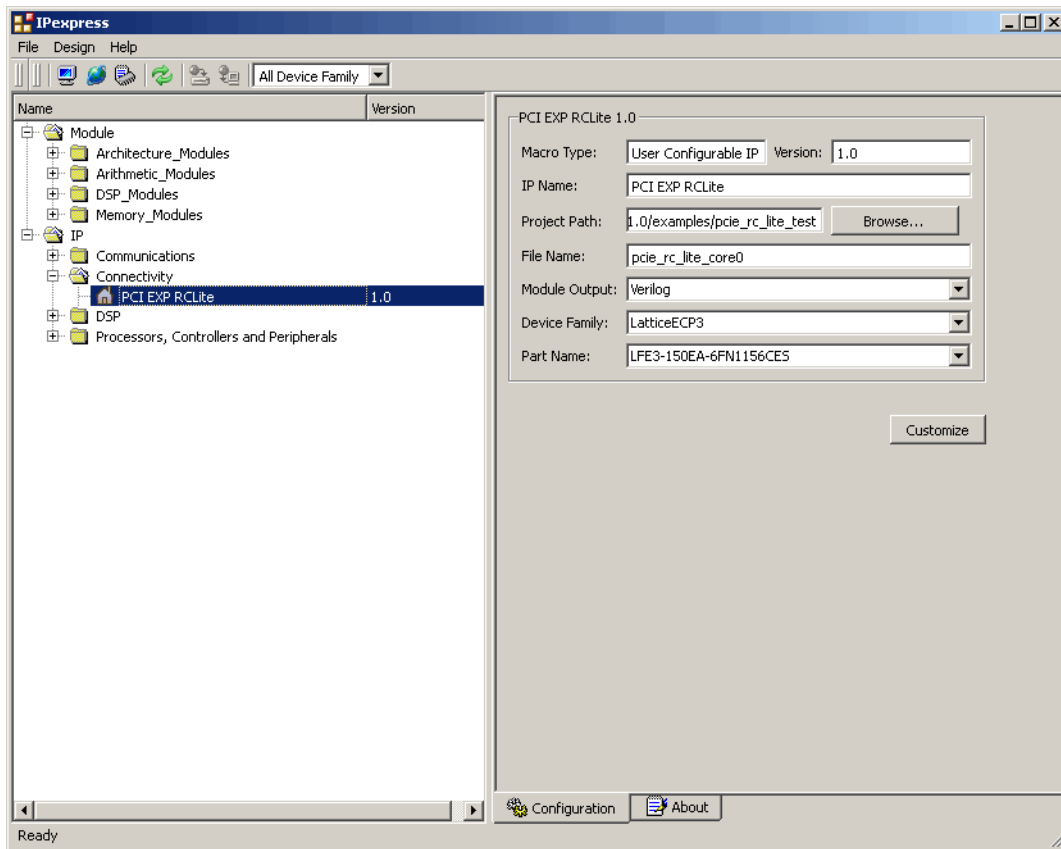 IPexpress
File Design Help
All Device Family
Name Version
Module
Architecture_Modules
Arithmetic_Modules
DSP_Modules
Memory_Modules
IP
Communications
Connectivity
PCI EXP RCLite 1.0
DSP
Processors, Controllers and Peripherals
PCI EXP RCLite 1.0
Macro Type: User Configurable IP Version: 1.0
IP Name: PCI EXP RCLite
Project Path: 1.0/examples/pcie_rc_lite_test Browse...
File Name: pcie_rc_lite_core0
Module Output: Verilog
Device Family: LatticeECP3
Part Name: LFE3-150EA-6FN1156CES
Customize
Configuration About
Ready